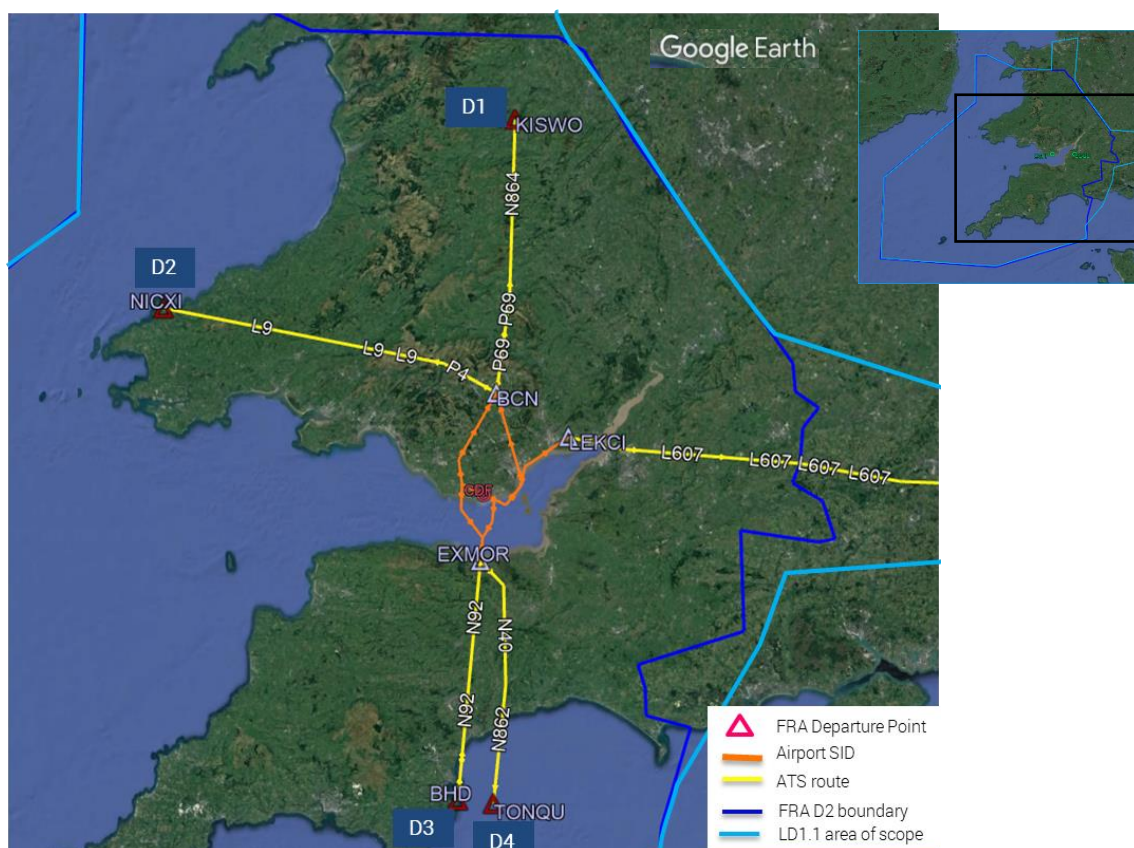 Google Earth
D1
KISWO
N864
D2
NICXI
L9
L9
L9
P4
P69
P69
BCN
LEKCI
L607
L607
L607
L607
CDF
EXMOR
N92
N40
N92
N862
BHD
TONQU
D3
D4
FRA Departure Point
Airport SID
ATS route
FRA D2 boundary
LD1.1 area of scope